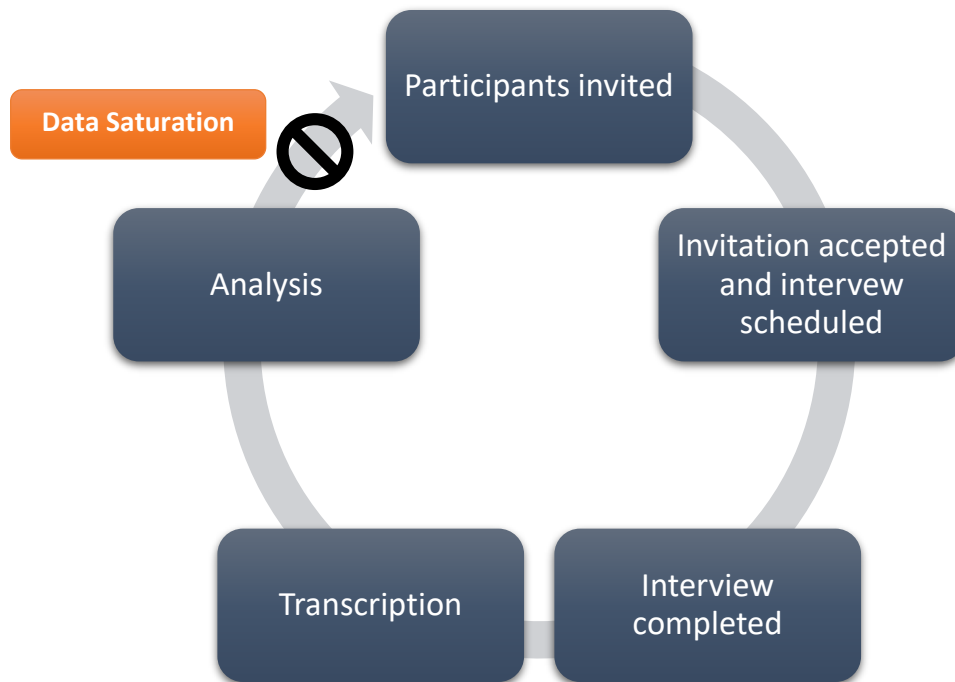 Participants invited
Data Saturation
Invitation accepted
and intervew
scheduled
Analysis
Interview
completed
Transcription